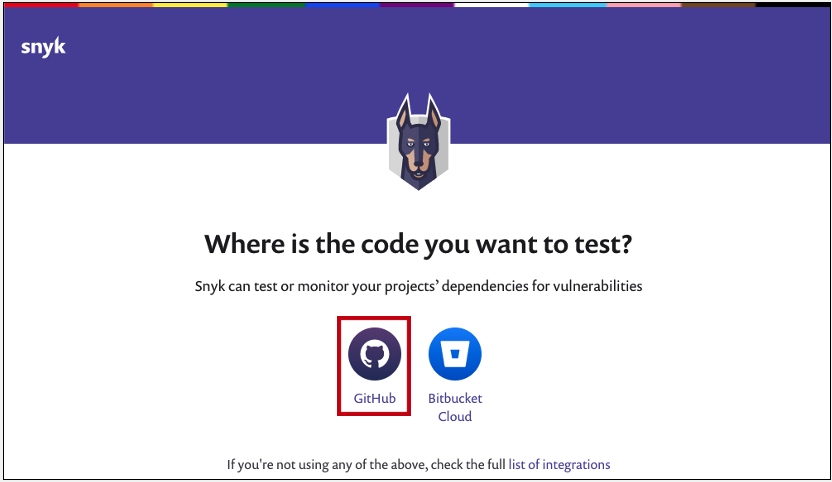 snyk
Where is the code you want to test?
Snyk can test or monitor your projects’ dependencies for vulnerabilities
GitHub
Bitbucket
Cloud
If you're not using any of the above, check the full list of integrations